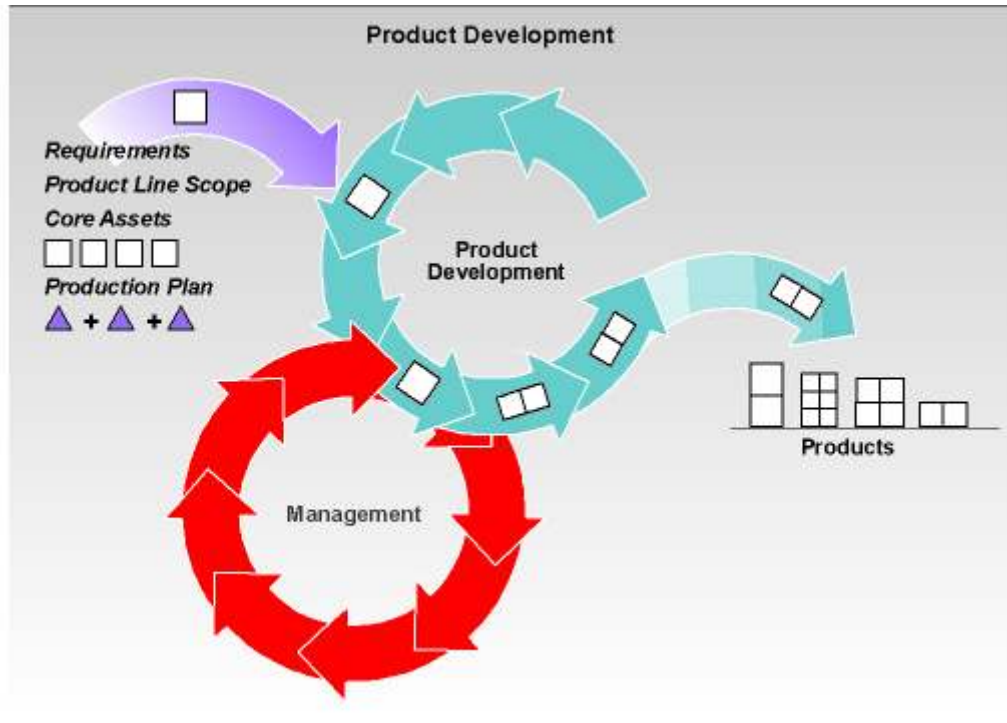 Product Development
Requirements
Product Line Scope
Core Assets
Production Plan
+ +
Product
Development
Products
Management